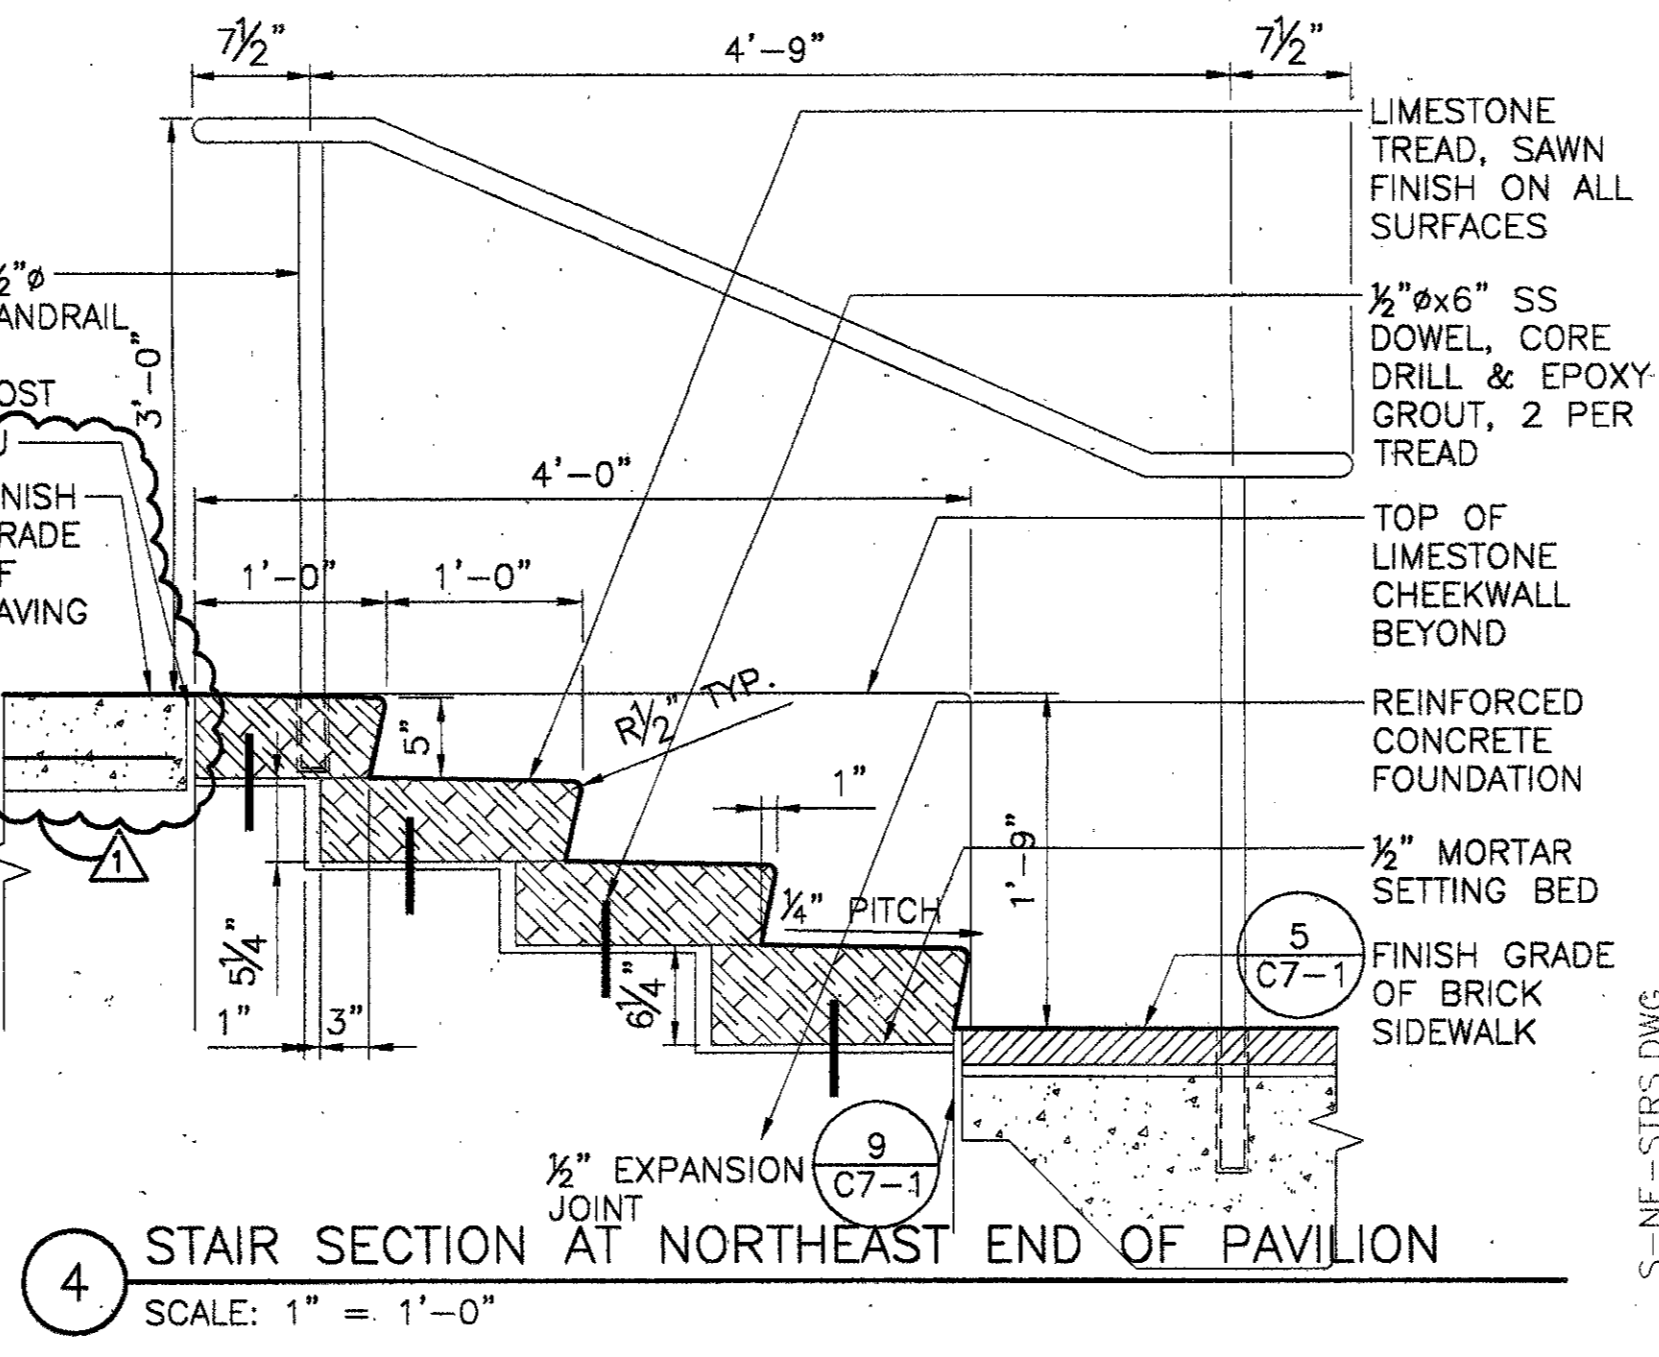 7½"
4'-9"
7½"
LIMESTONE
TREAD, SAWN
FINISH ON ALL
SURFACES
½"øx6" SS
DOWEL, CORE
DRILL & EPOXY
GROUT, 2 PER
TREAD
TOP OF
LIMESTONE
CHEEKWALL
BEYOND
REINFORCED
CONCRETE
FOUNDATION
½" MORTAR
SETTING BED
FINISH GRADE
OF BRICK
SIDEWALK
½"ø
ANDRAIL
OST
U
NISH
RADE
F
AVING
3'-0"
4'-0"
1'-0"
1'-0"
5"
R½" TYP.
1"
1'-9"
¼" PITCH
5¼"
6¼"
1"
3"
1
5
C7-1
9
C7-1
½" EXPANSION
JOINT
4
STAIR SECTION AT NORTHEAST END OF PAVILION
SCALE: 1" = 1'-0"
S-NE-STRS.DWG